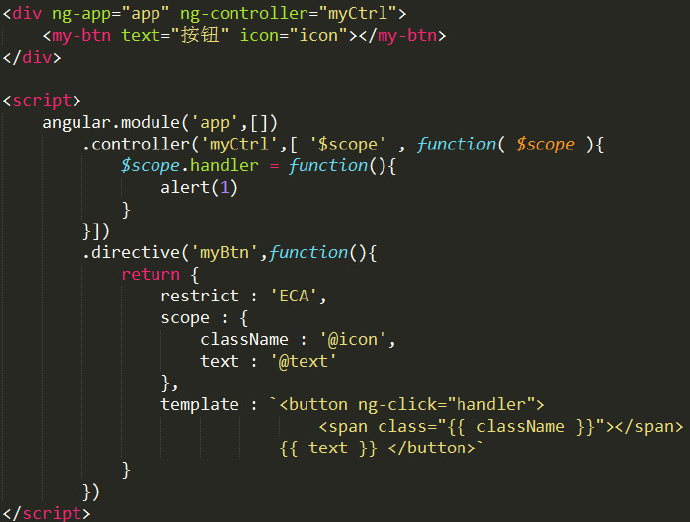 <div ng-app="app" ng-controller="myCtrl">
    <my-btn text="按钮" icon="icon"></my-btn>
</div>

<script>
    angular.module('app',[])
        .controller('myCtrl',[ '$scope' , function( $scope ){
            $scope.handler = function(){
                alert(1)
            }
        }])
        .directive('myBtn',function(){
            return {
                restrict : 'ECA',
                scope : {
                    className : '@icon',
                    text : '@text'
                },
                template : `<button ng-click="handler">
                                <span class="{{ className }}"></span>
                            {{ text }} </button>`
            }
        })
</script>